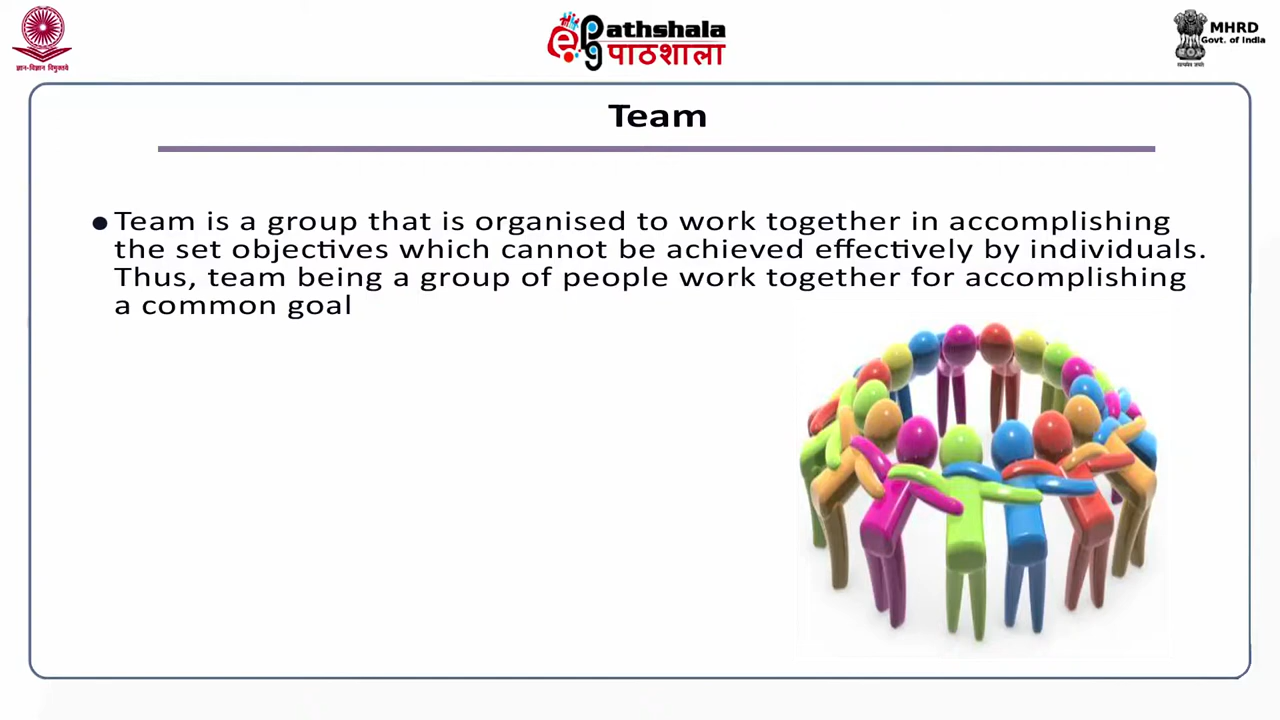 ज्ञान-विज्ञान विमुक्तये
ePg Pathshala
पाठशाला
MHRD
Govt. of India
Team
• Team is a group that is organised to work together in accomplishing
the set objectives which cannot be achieved effectively by individuals.
Thus, team being a group of people work together for accomplishing
a common goal